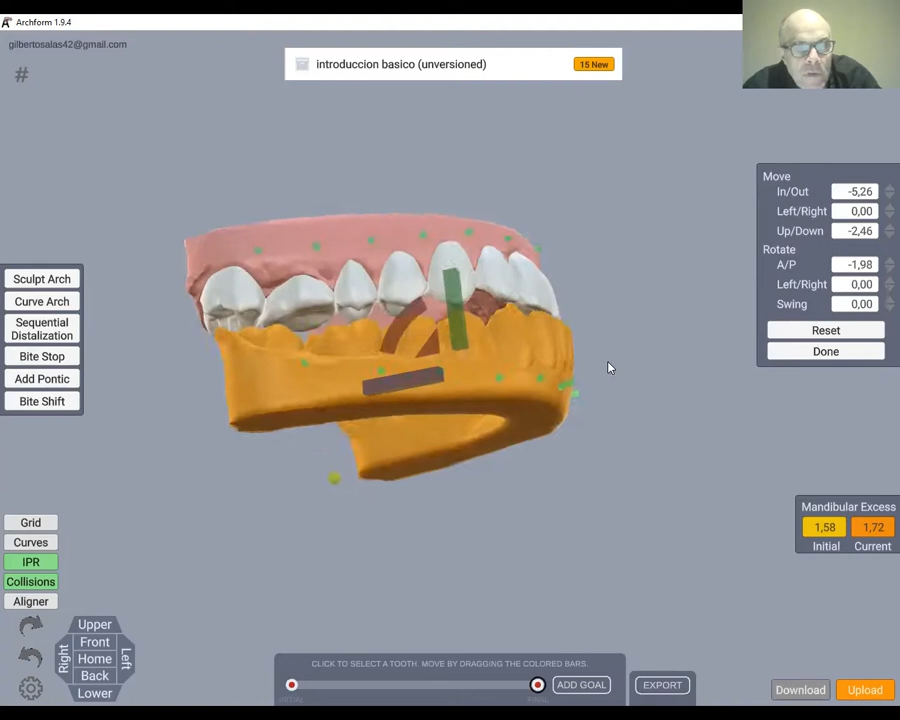 Archform 1.9.4
gilbertosalas42@gmail.com
#
introduccion basico (unversioned)
15 New
Move
In/Out -5,26
Left/Right 0,00
Up/Down -2,46
Rotate
A/P -1,98
Left/Right 0,00
Swing 0,00
Reset
Done
Sculpt Arch
Curve Arch
Sequential
Distalization
Bite Stop
Add Pontic
Bite Shift
Mandibular Excess
1,58 1,72
Initial Current
Grid
Curves
IPR
Collisions
Aligner
Upper
Front
Right Home Left
Back
Lower
CLICK TO SELECT A TOOTH. MOVE BY DRAGGING THE COLORED BARS.
ADD GOAL
INITIAL FINAL
EXPORT
Download
Upload